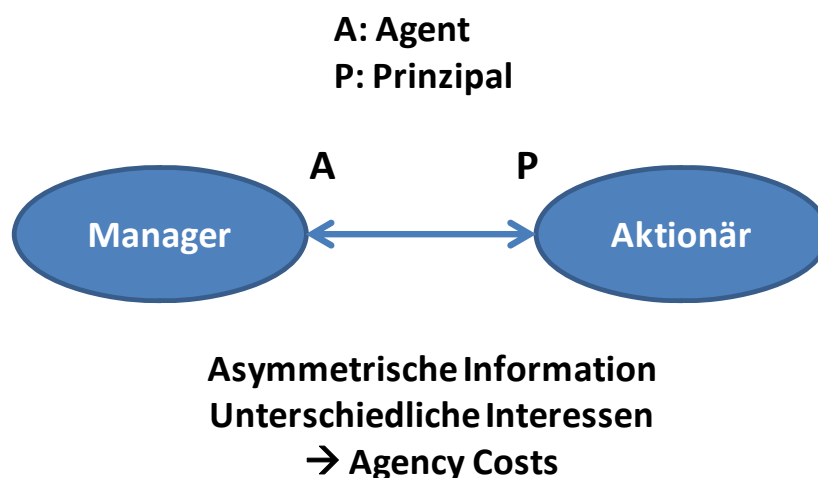 A: Agent
P: Prinzipal
A P
Manager Aktionär
Asymmetrische Information
Unterschiedliche Interessen
→ Agency Costs